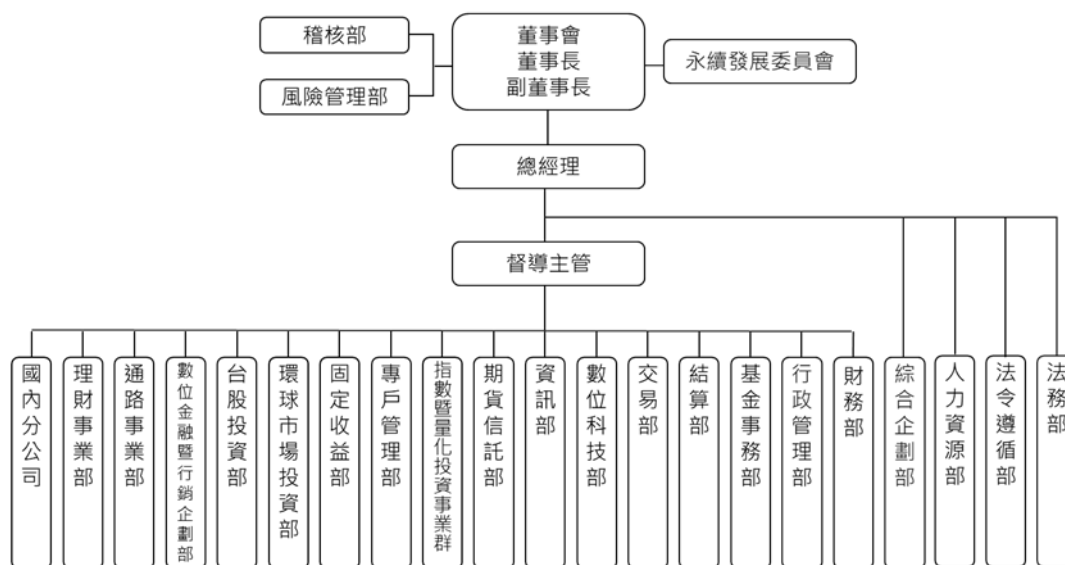 稽核部
風險管理部
董事會
董事長
副董事長
永續發展委員會
總經理
督導主管
國內分公司
理財事業部
通路事業部
數位金融暨行銷企劃部
台股投資部
環球市場投資部
固定收益部
專戶管理部
指數暨量化投資事業群
期貨信託部
資訊部
數位科技部
交易部
結算部
基金事務部
行政管理部
財務部
綜合企劃部
人力資源部
法令遵循部
法務部